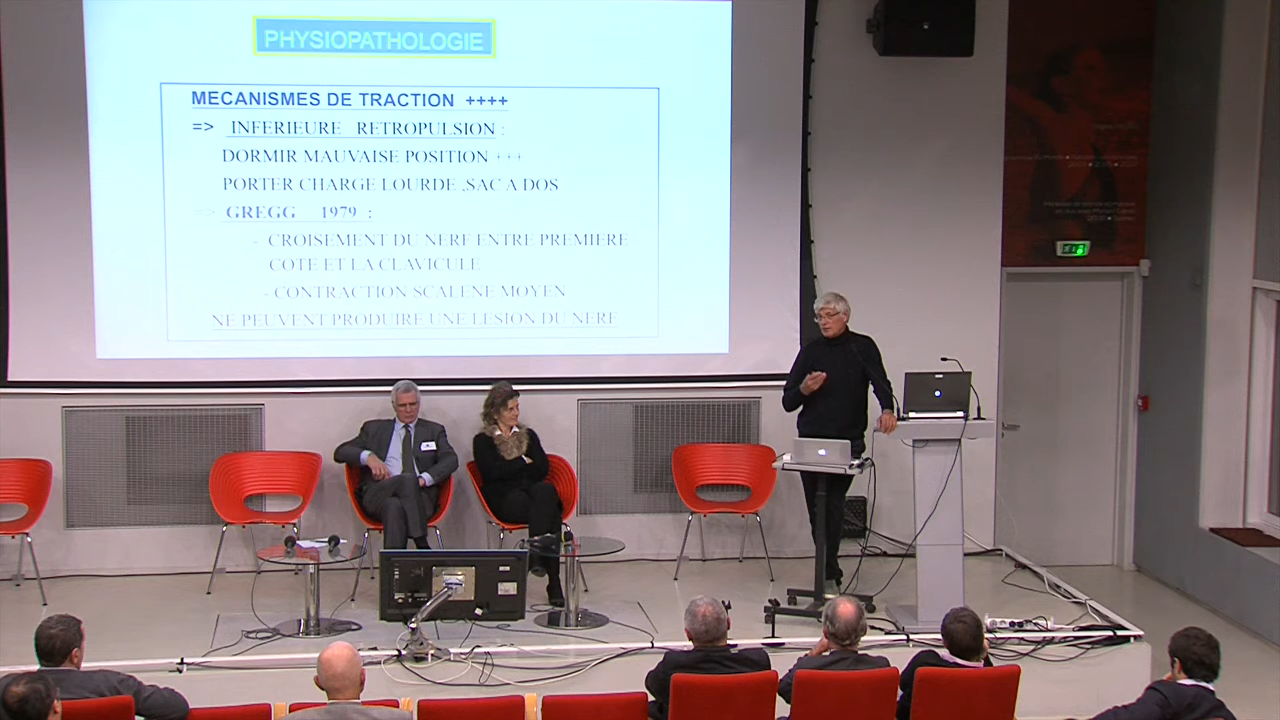 PHYSIOPATHOLOGIE
MECANISMES DE TRACTION ++++
=> INFERIEURE RETROPULSION :
DORMIR MAUVAISE POSITION +++
PORTER CHARGE LOURDE ,SAC A DOS
=> GREGG 1979 :
- CROISEMENT DU NERF ENTRE PREMIERE
COTE ET LA CLAVICULE
- CONTRACTION SCALENE MOYEN
NE PEUVENT PRODUIRE UNE LESION DU NERF